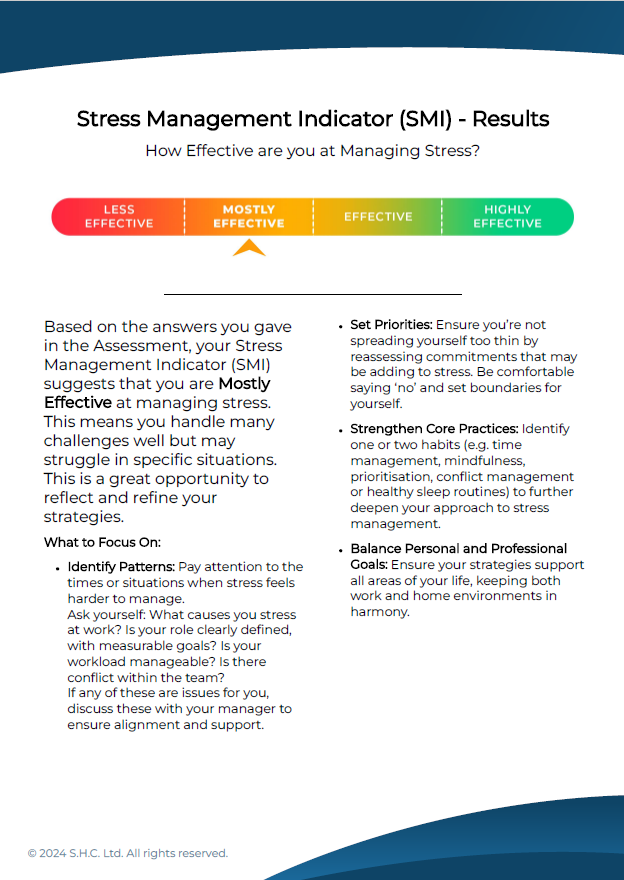 Stress Management Indicator (SMI) - Results
How Effective are you at Managing Stress?
LESS
EFFECTIVE
MOSTLY
EFFECTIVE
EFFECTIVE
HIGHLY
EFFECTIVE
Based on the answers you gave
in the Assessment, your Stress
Management Indicator (SMI)
suggests that you are Mostly
Effective at managing stress.
This means you handle many
challenges well but may
struggle in specific situations.
This is a great opportunity to
reflect and refine your
strategies.
What to Focus On:
• Identify Patterns: Pay attention to the
times or situations when stress feels
harder to manage.
Ask yourself: What causes you stress
at work? Is your role clearly defined,
with measurable goals? Is your
workload manageable? Is there
conflict within the team?
If any of these are issues for you,
discuss these with your manager to
ensure alignment and support.
• Set Priorities: Ensure you’re not
spreading yourself too thin by
reassessing commitments that may
be adding to stress. Be comfortable
saying ‘no’ and set boundaries for
yourself.
• Strengthen Core Practices: Identify
one or two habits (e.g. time
management, mindfulness,
prioritisation, conflict management
or healthy sleep routines) to further
deepen your approach to stress
management.
• Balance Personal and Professional
Goals: Ensure your strategies support
all areas of your life, keeping both
work and home environments in
harmony.
© 2024 S.H.C. Ltd. All rights reserved.